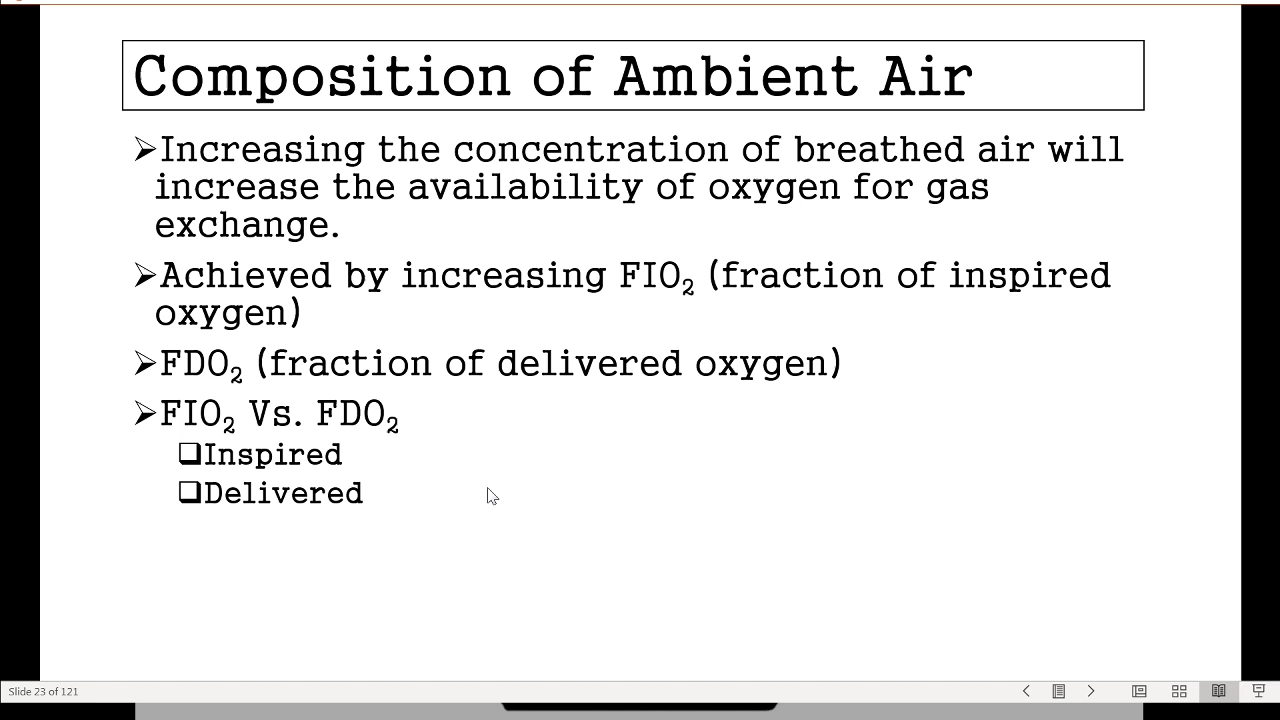 Composition of Ambient Air
➢Increasing the concentration of breathed air will
increase the availability of oxygen for gas
exchange.
➢Achieved by increasing FIO₂ (fraction of inspired
oxygen)
➢FDO₂ (fraction of delivered oxygen)
➢FIO₂ Vs. FDO₂
❑Inspired
❑Delivered
Slide 23 of 121